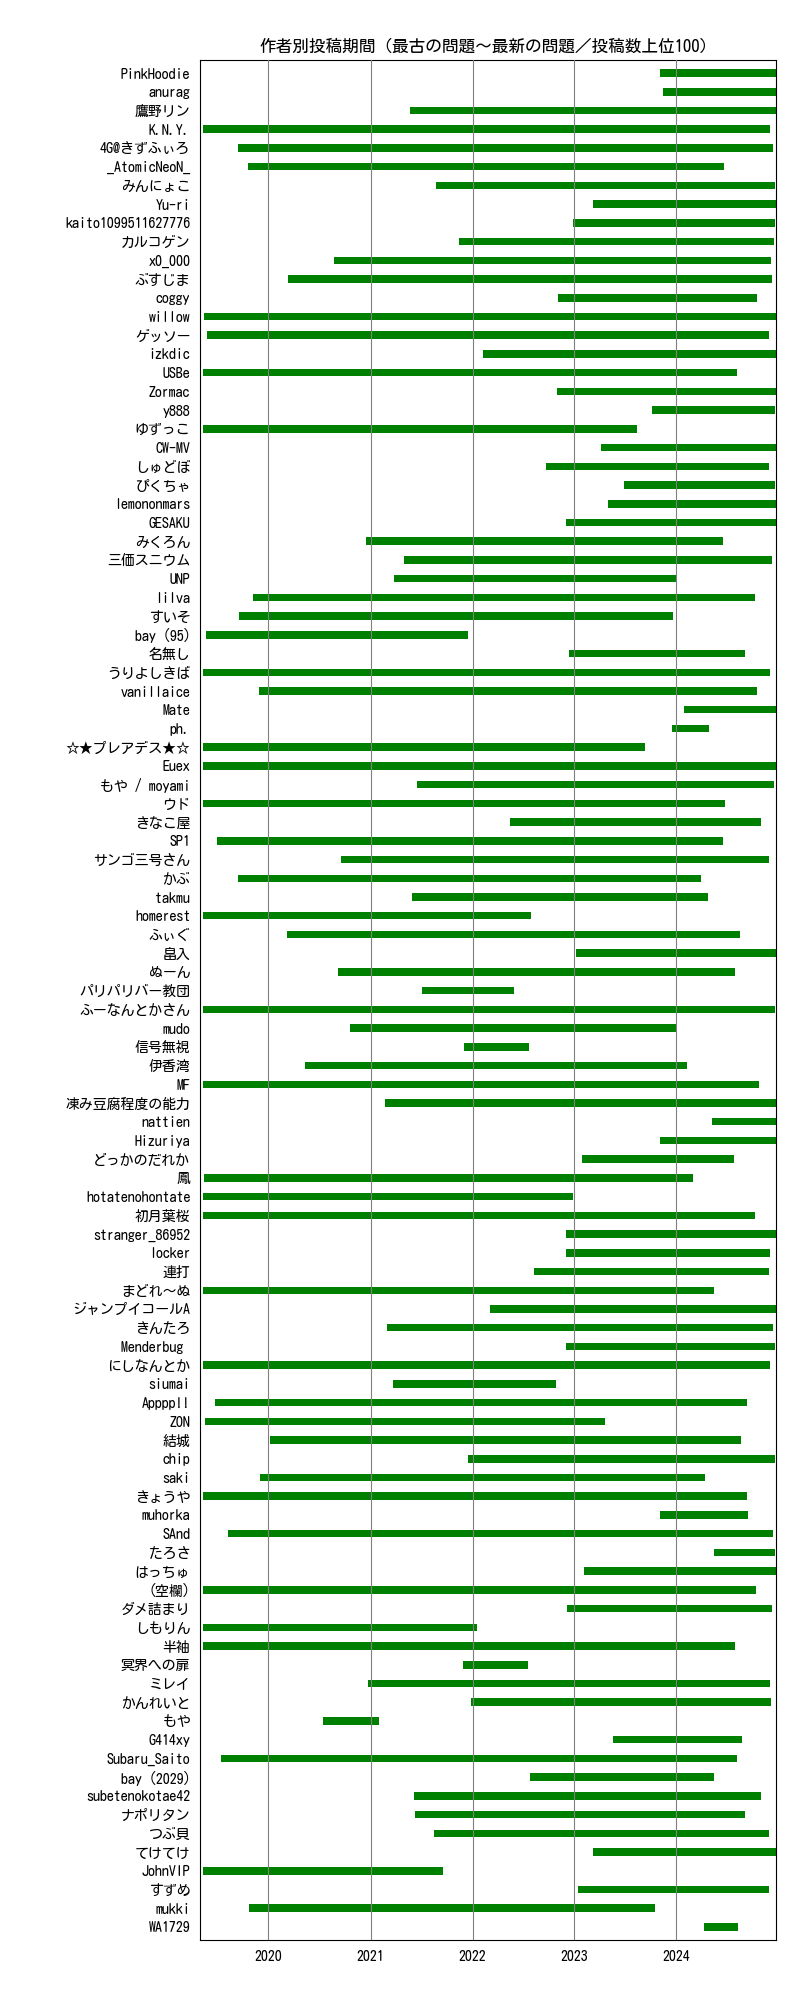 作者別投稿期間（最古の問題～最新の問題／投稿数上位100）
PinkHoodie
anurag
鷹野リン
K.N.Y.
4G@きずふぃろ
_AtomicNeoN_
みんにょこ
Yu-ri
kaito1099511627776
カルコゲン
x0_000
ぶすじま
coggy
willow
ゲッソー
izkdic
USBe
Zormac
y888
ゆずっこ
CW-MV
しゅどぼ
ぴくちゃ
lemononmars
GESAKU
みくろん
三価スニウム
UNP
lilva
すいそ
bay (95)
名無し
うりよしきば
vanillaice
Mate
ph.
☆★プレアデス★☆
Euex
もや / moyami
ウド
きなこ屋
SP1
サンゴ三号さん
かぶ
takmu
homerest
ふぃぐ
畠入
ぬーん
パリパリバー教団
ふーなんとかさん
mudo
信号無視
伊香湾
MF
凍み豆腐程度の能力
nattien
Hizuriya
どっかのだれか
鳳
hotatenohontate
初月葉桜
stranger_86952
locker
連打
まどれ～ぬ
ジャンプイコールA
きんたろ
Menderbug
にしなんとか
siumai
Appppll
ZON
結城
chip
saki
きょうや
muhorka
SAnd
たろさ
はっちゅ
(空欄)
ダメ詰まり
しもりん
半袖
冥界への扉
ミレイ
かんれいと
もや
G414xy
Subaru_Saito
bay (2029)
subetenokotae42
ナポリタン
つぶ貝
てけてけ
JohnVIP
すずめ
mukki
WA1729
2020 2021 2022 2023 2024